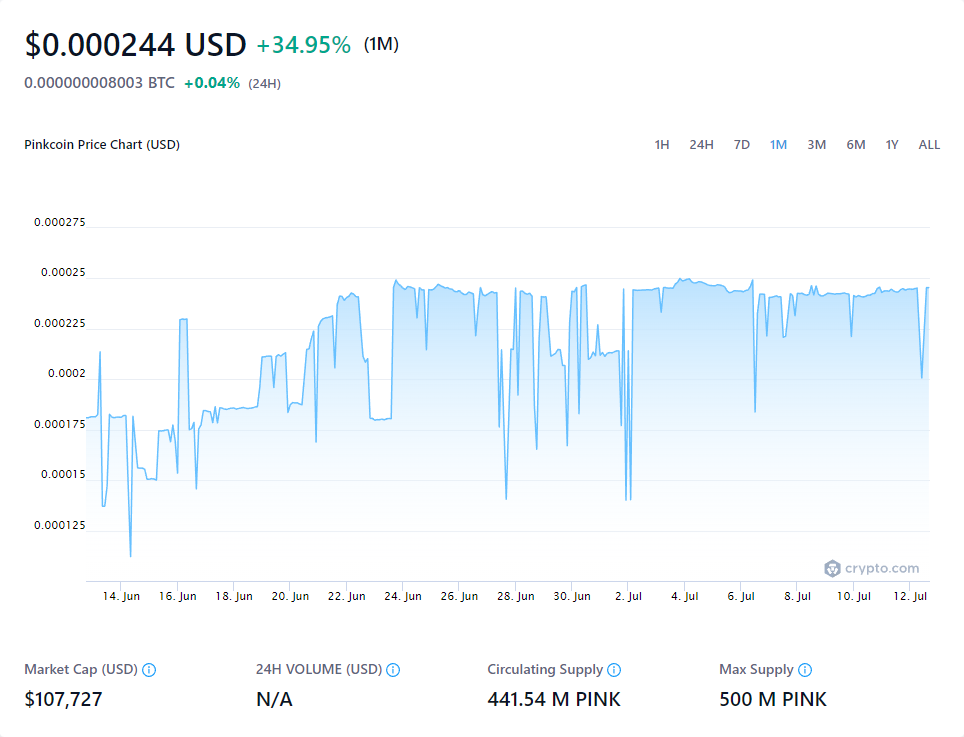 $0.000244 USD +34.95% (1M)
0.000000008003 BTC +0.04% (24H)
Pinkcoin Price Chart (USD) 1H 24H 7D 1M 3M 6M 1Y ALL
0.000275
0.00025
0.000225
0.0002
0.000175
0.00015
0.000125
crypto.com
14. Jun 16. Jun 18. Jun 20. Jun 22. Jun 24. Jun 26. Jun 28. Jun 30. Jun 2. Jul 4. Jul 6. Jul 8. Jul 10. Jul 12. Jul
Market Cap (USD) 24H VOLUME (USD) Circulating Supply Max Supply
$107,727 N/A 441.54 M PINK 500 M PINK